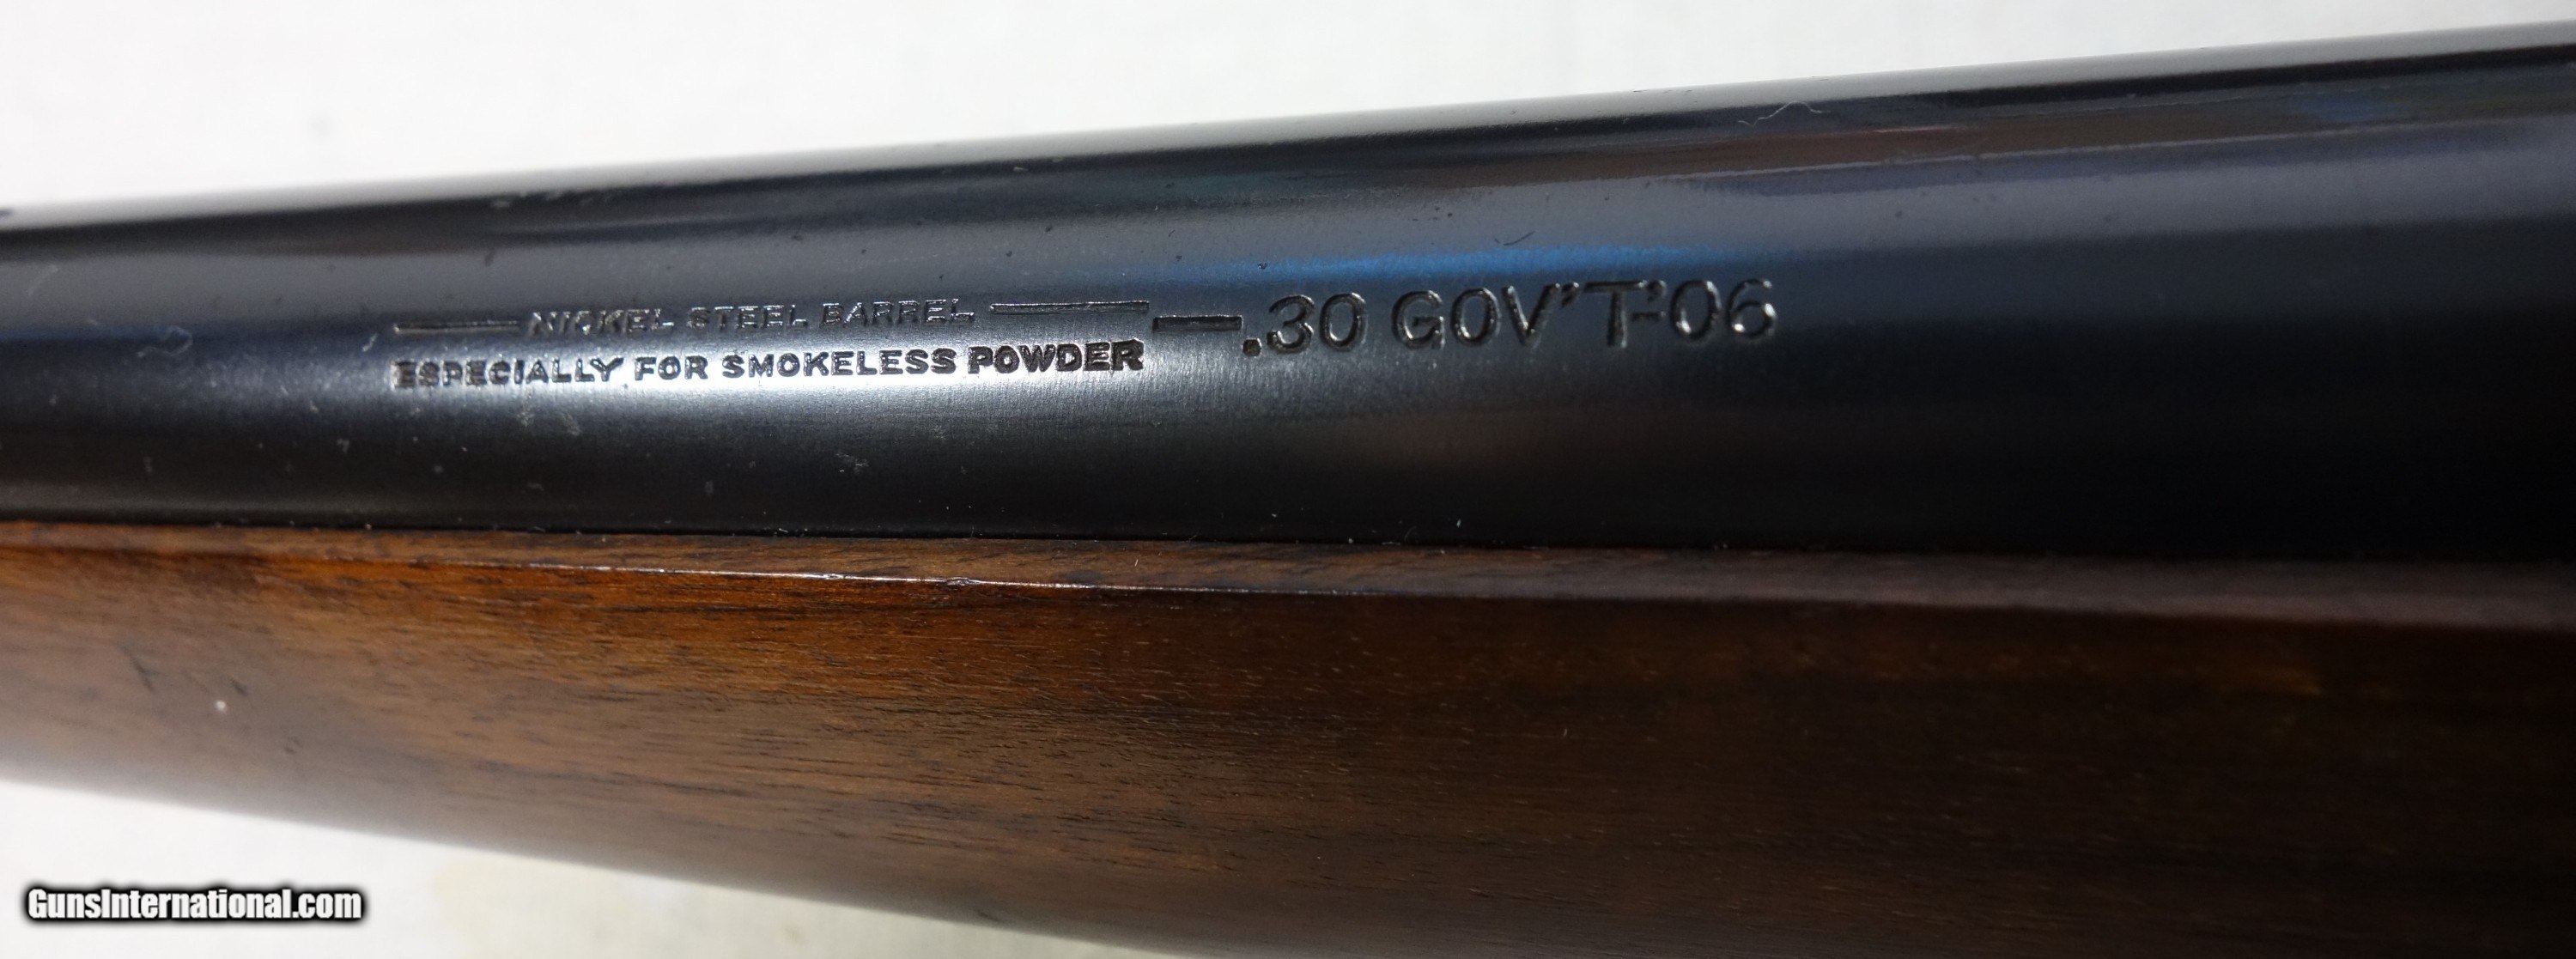 NICKEL STEEL BARREL
ESPECIALLY FOR SMOKELESS POWDER
.30 GOV'T-'06
GunsInternational.com